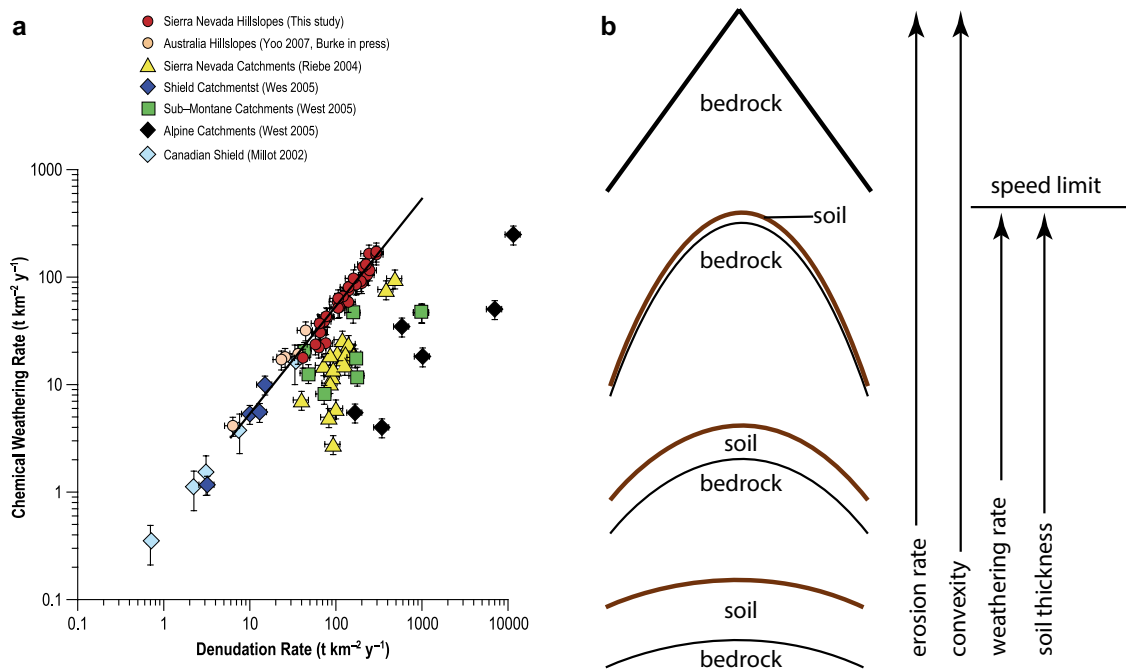 a
Sierra Nevada Hillslopes (This study)
Australia Hillslopes (Yoo 2007, Burke in press)
Sierra Nevada Catchments (Riebe 2004)
Shield Catchmentst (Wes 2005)
Sub–Montane Catchments (West 2005)
Alpine Catchments (West 2005)
Canadian Shield (Millot 2002)
1000
100
10
1
0.1
Chemical Weathering Rate (t km⁻² y⁻¹)
0.1
1
10
100
1000
10000
Denudation Rate (t km⁻² y⁻¹)
b
bedrock
soil
bedrock
soil
bedrock
soil
bedrock
erosion rate
convexity
speed limit
weathering rate
soil thickness